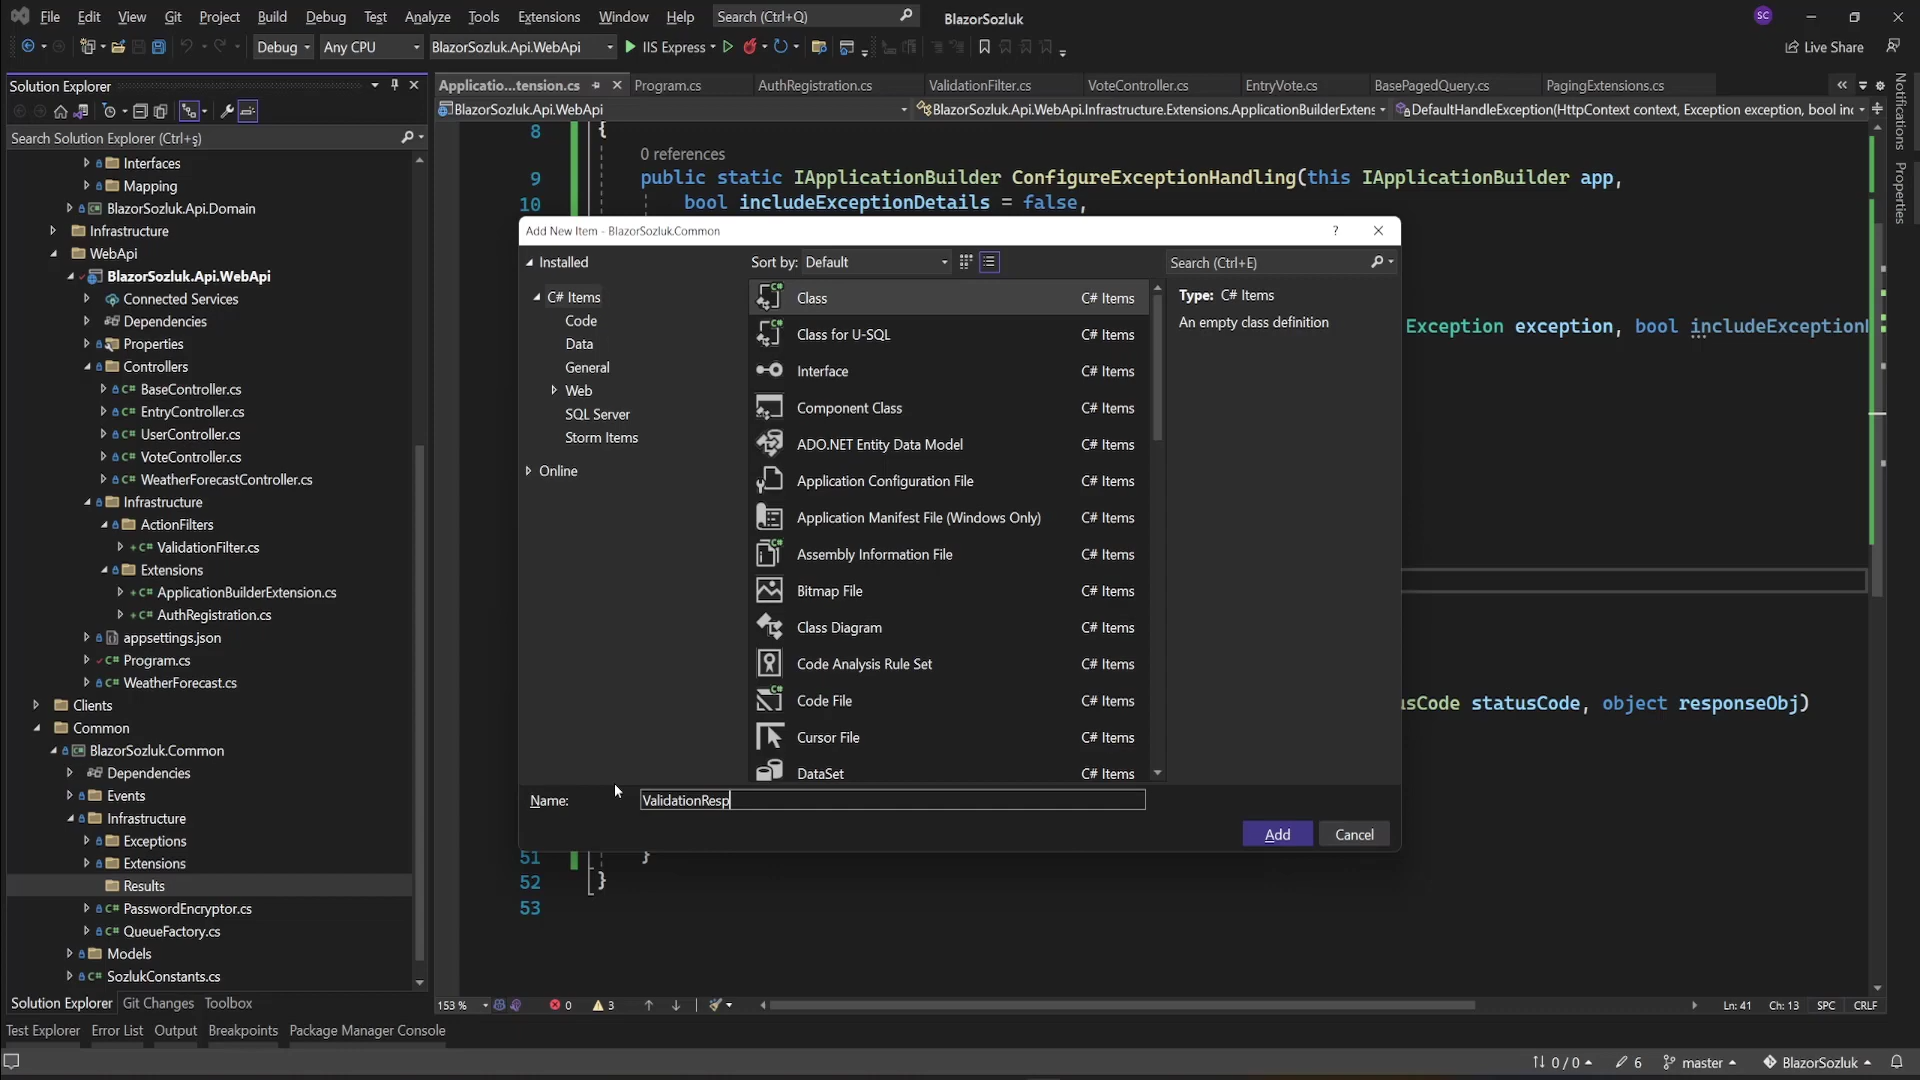 File Edit View Git Project Build Debug Test Analyze Tools Extensions Window Help Search (Ctrl+Q) BlazorSozluk SC
Debug Any CPU BlazorSozluk.Api.WebApi IIS Express Live Share
Solution Explorer
Search Solution Explorer (Ctrl+ş)
Interfaces
Mapping
BlazorSozluk.Api.Domain
Infrastructure
WebApi
BlazorSozluk.Api.WebApi
Connected Services
Dependencies
Properties
Controllers
BaseController.cs
EntryController.cs
UserController.cs
VoteController.cs
WeatherForecastController.cs
Infrastructure
ActionFilters
ValidationFilter.cs
Extensions
ApplicationBuilderExtension.cs
AuthRegistration.cs
appsettings.json
Program.cs
WeatherForecast.cs
Clients
Common
BlazorSozluk.Common
Dependencies
Events
Infrastructure
Exceptions
Extensions
Results
PasswordEncryptor.cs
QueueFactory.cs
Models
SozlukConstants.cs
Solution Explorer Git Changes Toolbox
Applicatio...tension.cs Program.cs AuthRegistration.cs ValidationFilter.cs VoteController.cs EntryVote.cs BasePagedQuery.cs PagingExtensions.cs
BlazorSozluk.Api.WebApi BlazorSozluk.Api.WebApi.Infrastructure.Extensions.ApplicationBuilderExtens DefaultHandleException(HttpContext context, Exception exception, bool inc
8 {
0 references
9 public static IApplicationBuilder ConfigureExceptionHandling(this IApplicationBuilder app,
10 bool includeExceptionDetails = false,
Exception exception, bool includeException
sCode statusCode, object responseObj)
51 }
52 }
53
Add New Item - BlazorSozluk.Common ?
Installed
C# Items
Code
Data
General
Web
SQL Server
Storm Items
Online
Sort by: Default
Search (Ctrl+E)
Class C# Items
Class for U-SQL C# Items
Interface C# Items
Component Class C# Items
ADO.NET Entity Data Model C# Items
Application Configuration File C# Items
Application Manifest File (Windows Only) C# Items
Assembly Information File C# Items
Bitmap File C# Items
Class Diagram C# Items
Code Analysis Rule Set C# Items
Code File C# Items
Cursor File C# Items
DataSet C# Items
Type: C# Items
An empty class definition
Name: ValidationResp
Add Cancel
Notifications
Properties
153 % 0 3 Ln: 41 Ch: 13 SPC CRLF
Test Explorer Error List Output Breakpoints Package Manager Console
0 / 0 6 master BlazorSozluk